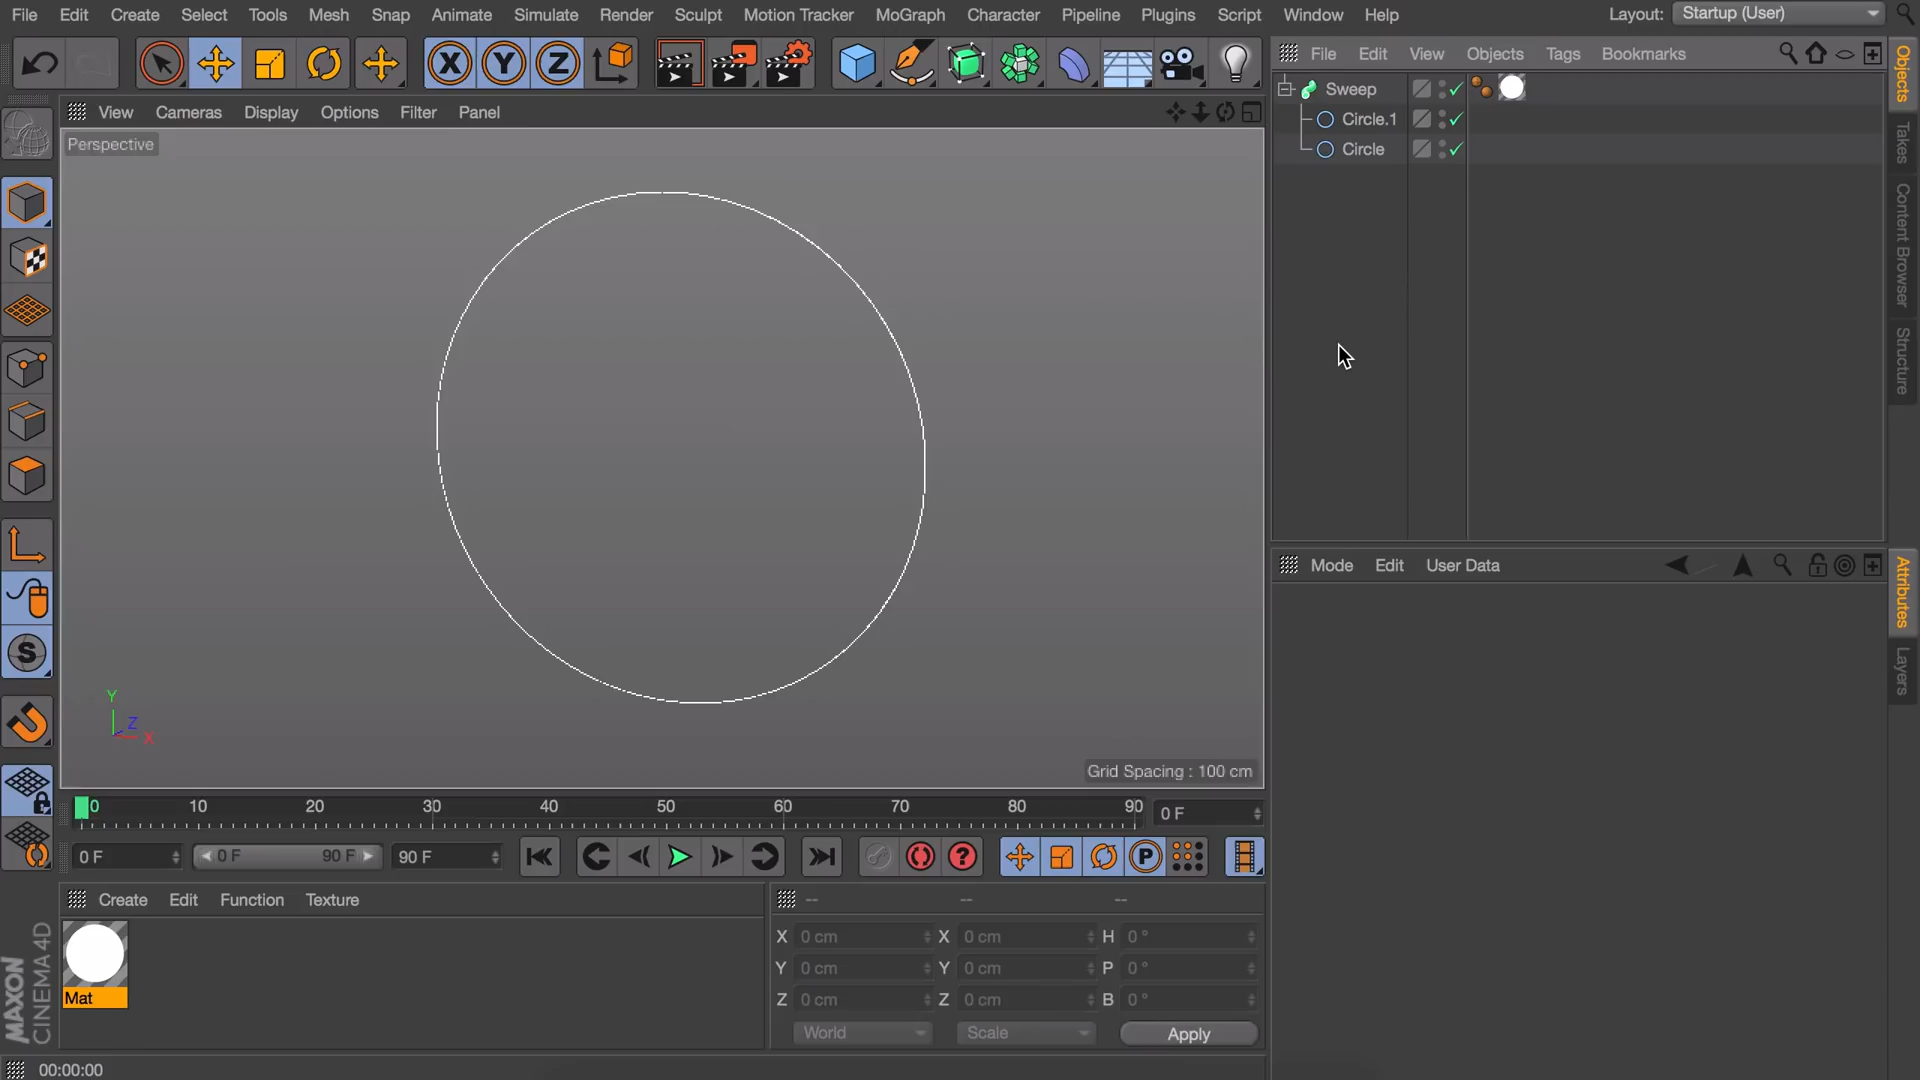 File Edit Create Select Tools Mesh Snap Animate Simulate Render Sculpt Motion Tracker MoGraph Character Pipeline Plugins Script Window Help Layout: Startup (User)
X Y Z
File Edit View Objects Tags Bookmarks
View Cameras Display Options Filter Panel
Perspective
Sweep
Circle.1
Circle
Objects
Takes
Content Browser
Structure
Mode Edit User Data
Attributes
Layers
S
Y
Z
X
Grid Spacing : 100 cm
0 10 20 30 40 50 60 70 80 90 0 F
0 F 0 F 90 F 90 F ? P
Create Edit Function Texture -- -- --
X 0 cm X 0 cm H 0 °
Y 0 cm Y 0 cm P 0 °
Z 0 cm Z 0 cm B 0 °
World Scale Apply
Mat
MAXON
CINEMA 4D
00:00:00